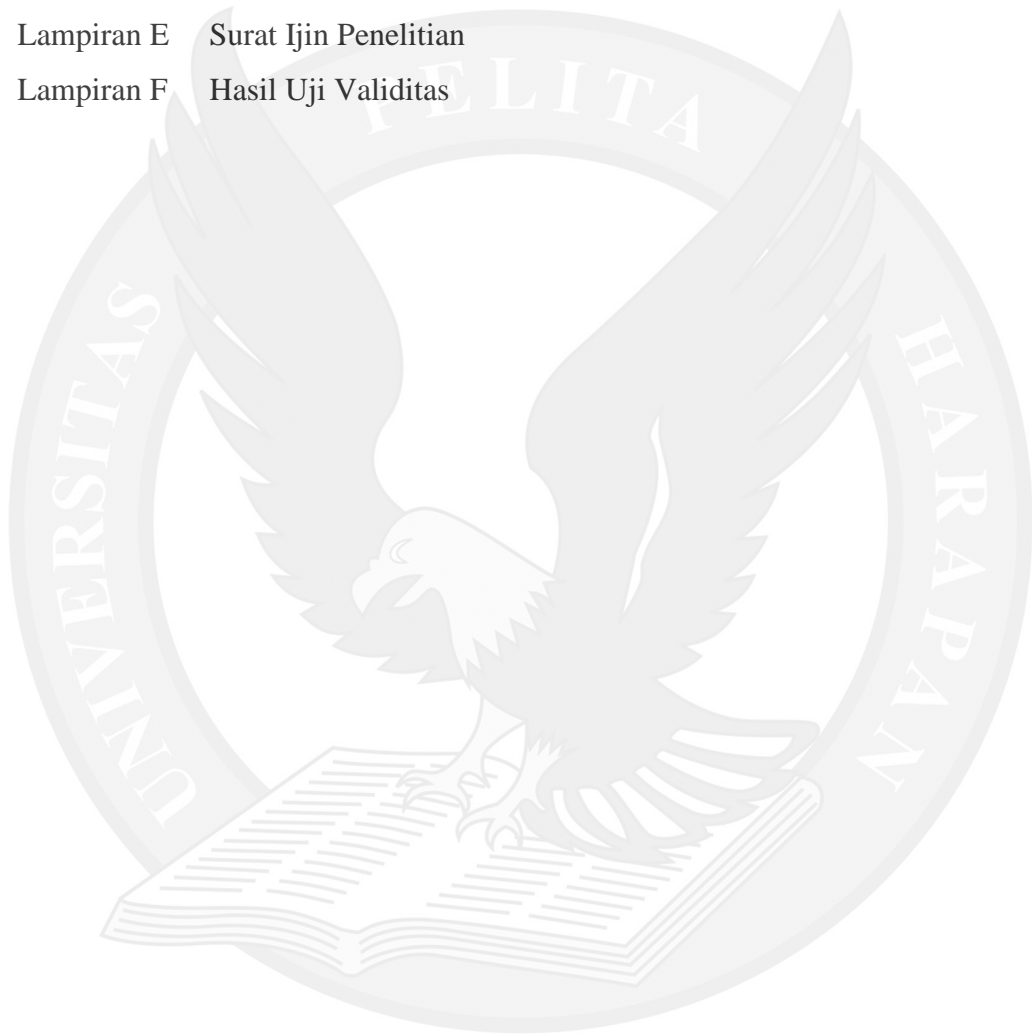 Lampiran E Surat Ijin Penelitian
Lampiran F Hasil Uji Validitas
UNIVERSITAS PELITA HARAPAN